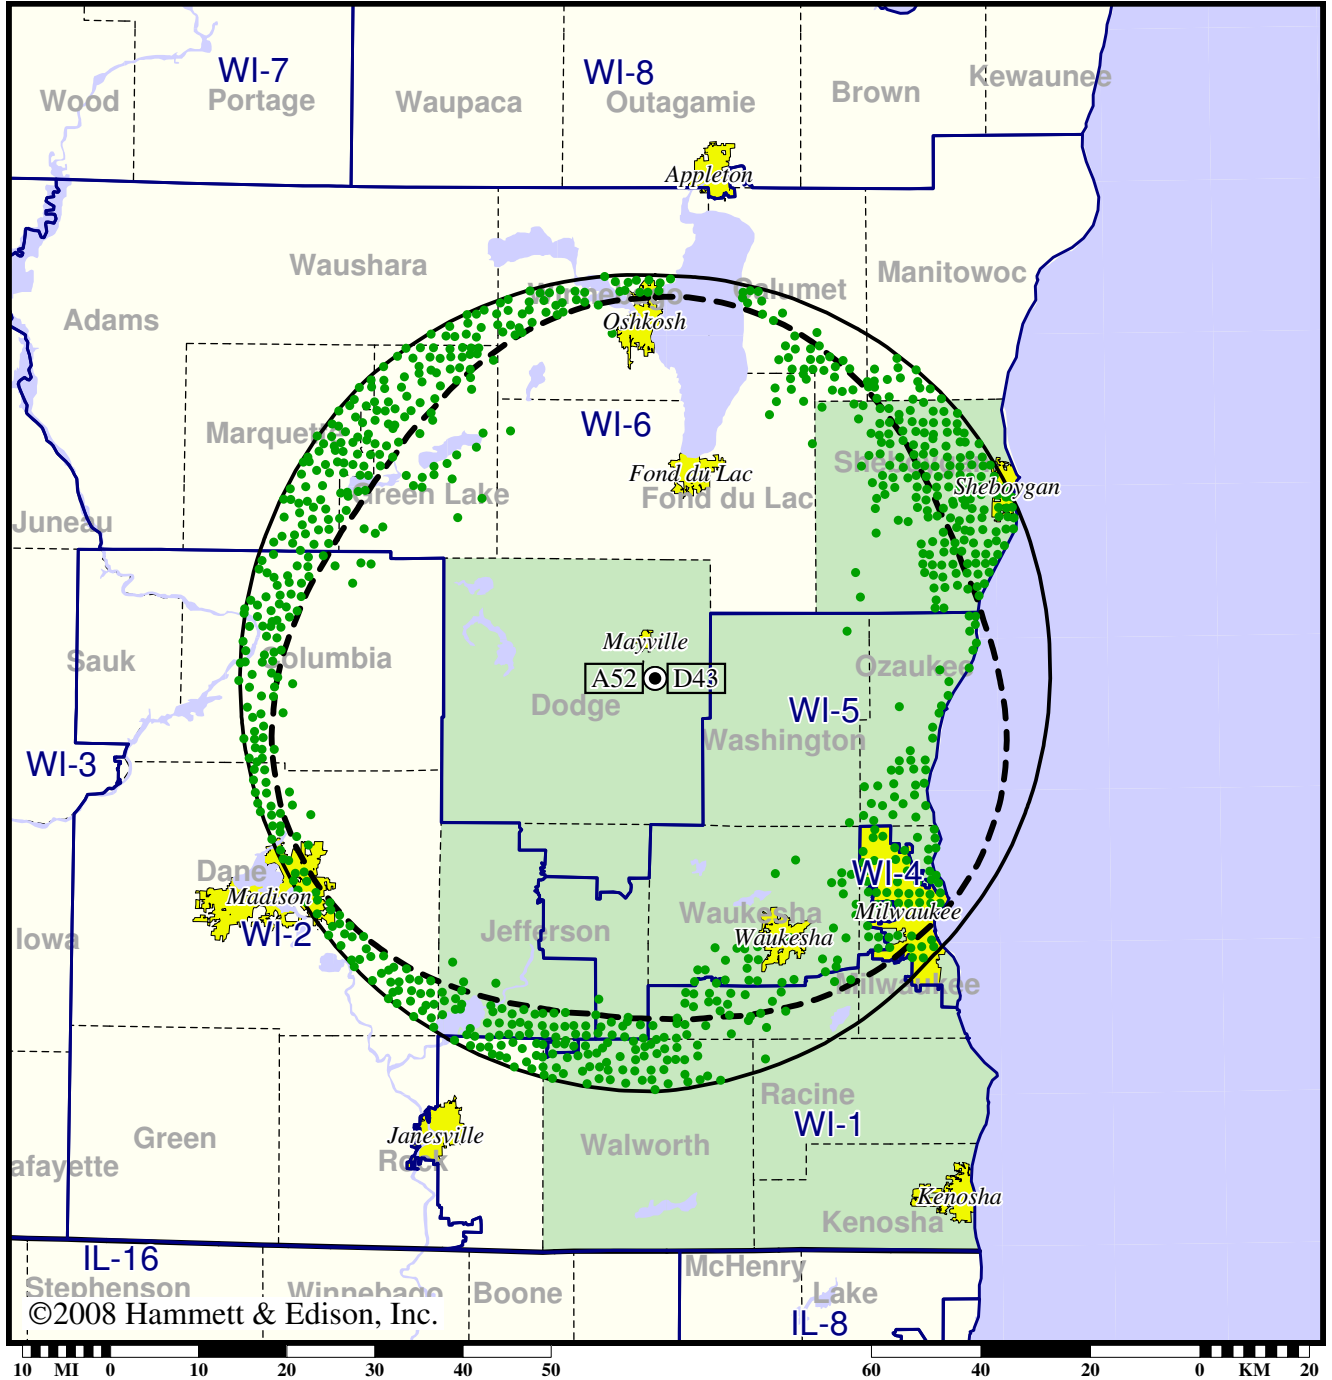 WI-7
WI-8
Kewaunee
Wood
Portage
Waupaca
Outagamie
Brown
Appleton
Waushara
Calumet
Manitowoc
Adams
Oshkosh
WI-6
Marquette
Sheboygan
Fond du Lac
Sheboygan
Green Lake
Fond du Lac
Juneau
Mayville
Sauk
Columbia
Ozaukee
A52
D43
Dodge
WI-5
Washington
WI-3
Dane
WI-4
Madison
Waukesha
Milwaukee
WI-2
Iowa
Jefferson
Waukesha
Milwaukee
Racine
WI-1
Green
Janesville
Walworth
Rock
afayette
Kenosha
Kenosha
IL-16
McHenry
Stephenson
Winnebago
Boone
Lake
©2008 Hammett & Edison, Inc.
IL-8
10 MI 0 10 20 30 40 50 60 40 20 0 KM 20